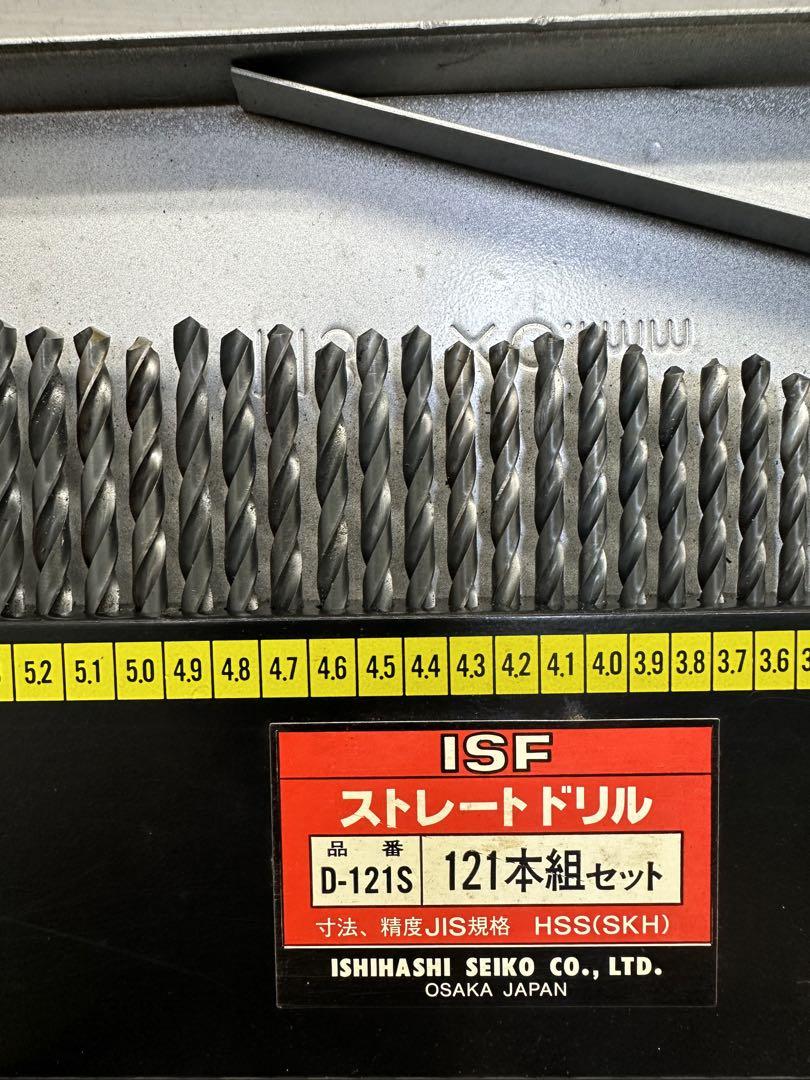 5.2 5.1 5.0 4.9 4.8 4.7 4.6 4.5 4.4 4.3 4.2 4.1 4.0 3.9 3.8 3.7 3.6
ISF
ストレートドリル
品番
D-121S
121本組セット
寸法、精度JIS規格 HSS(SKH)
ISHIHASHI SEIKO CO., LTD.
OSAKA JAPAN